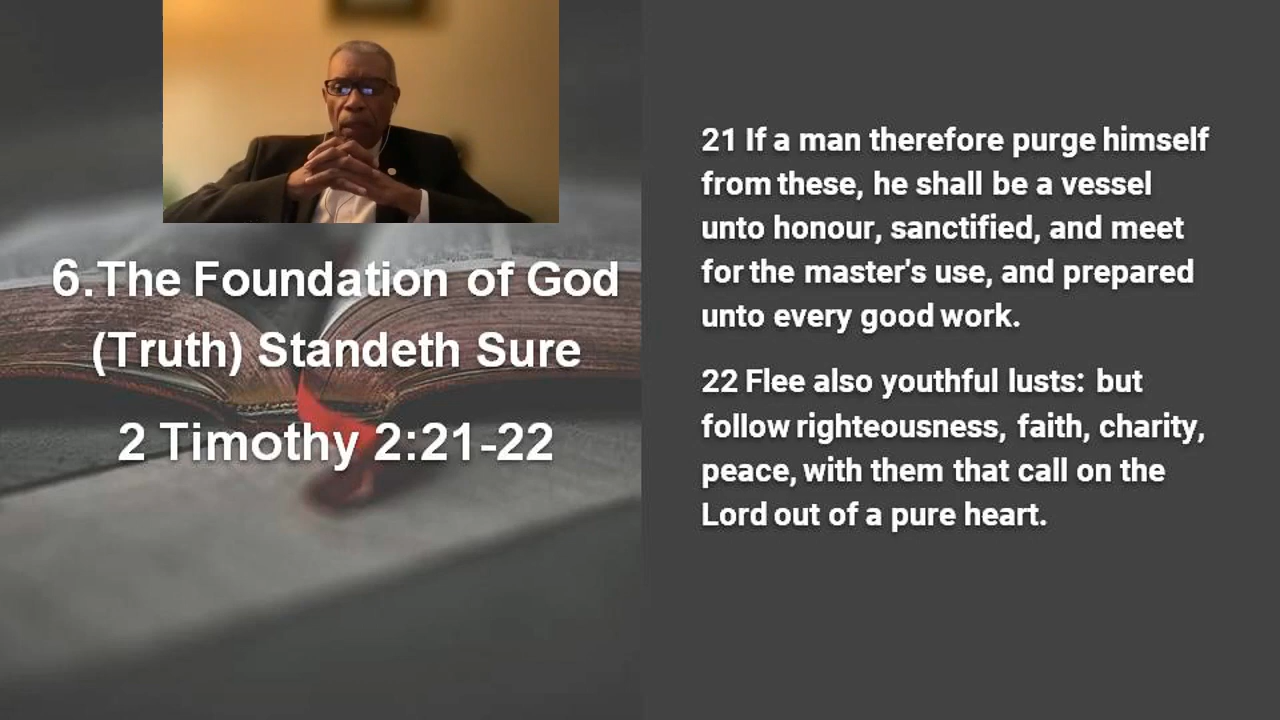 6.The Foundation of God
(Truth) Standeth Sure
2 Timothy 2:21-22
21 If a man therefore purge himself
from these, he shall be a vessel
unto honour, sanctified, and meet
for the master's use, and prepared
unto every good work.
22 Flee also youthful lusts: but
follow righteousness, faith, charity,
peace, with them that call on the
Lord out of a pure heart.